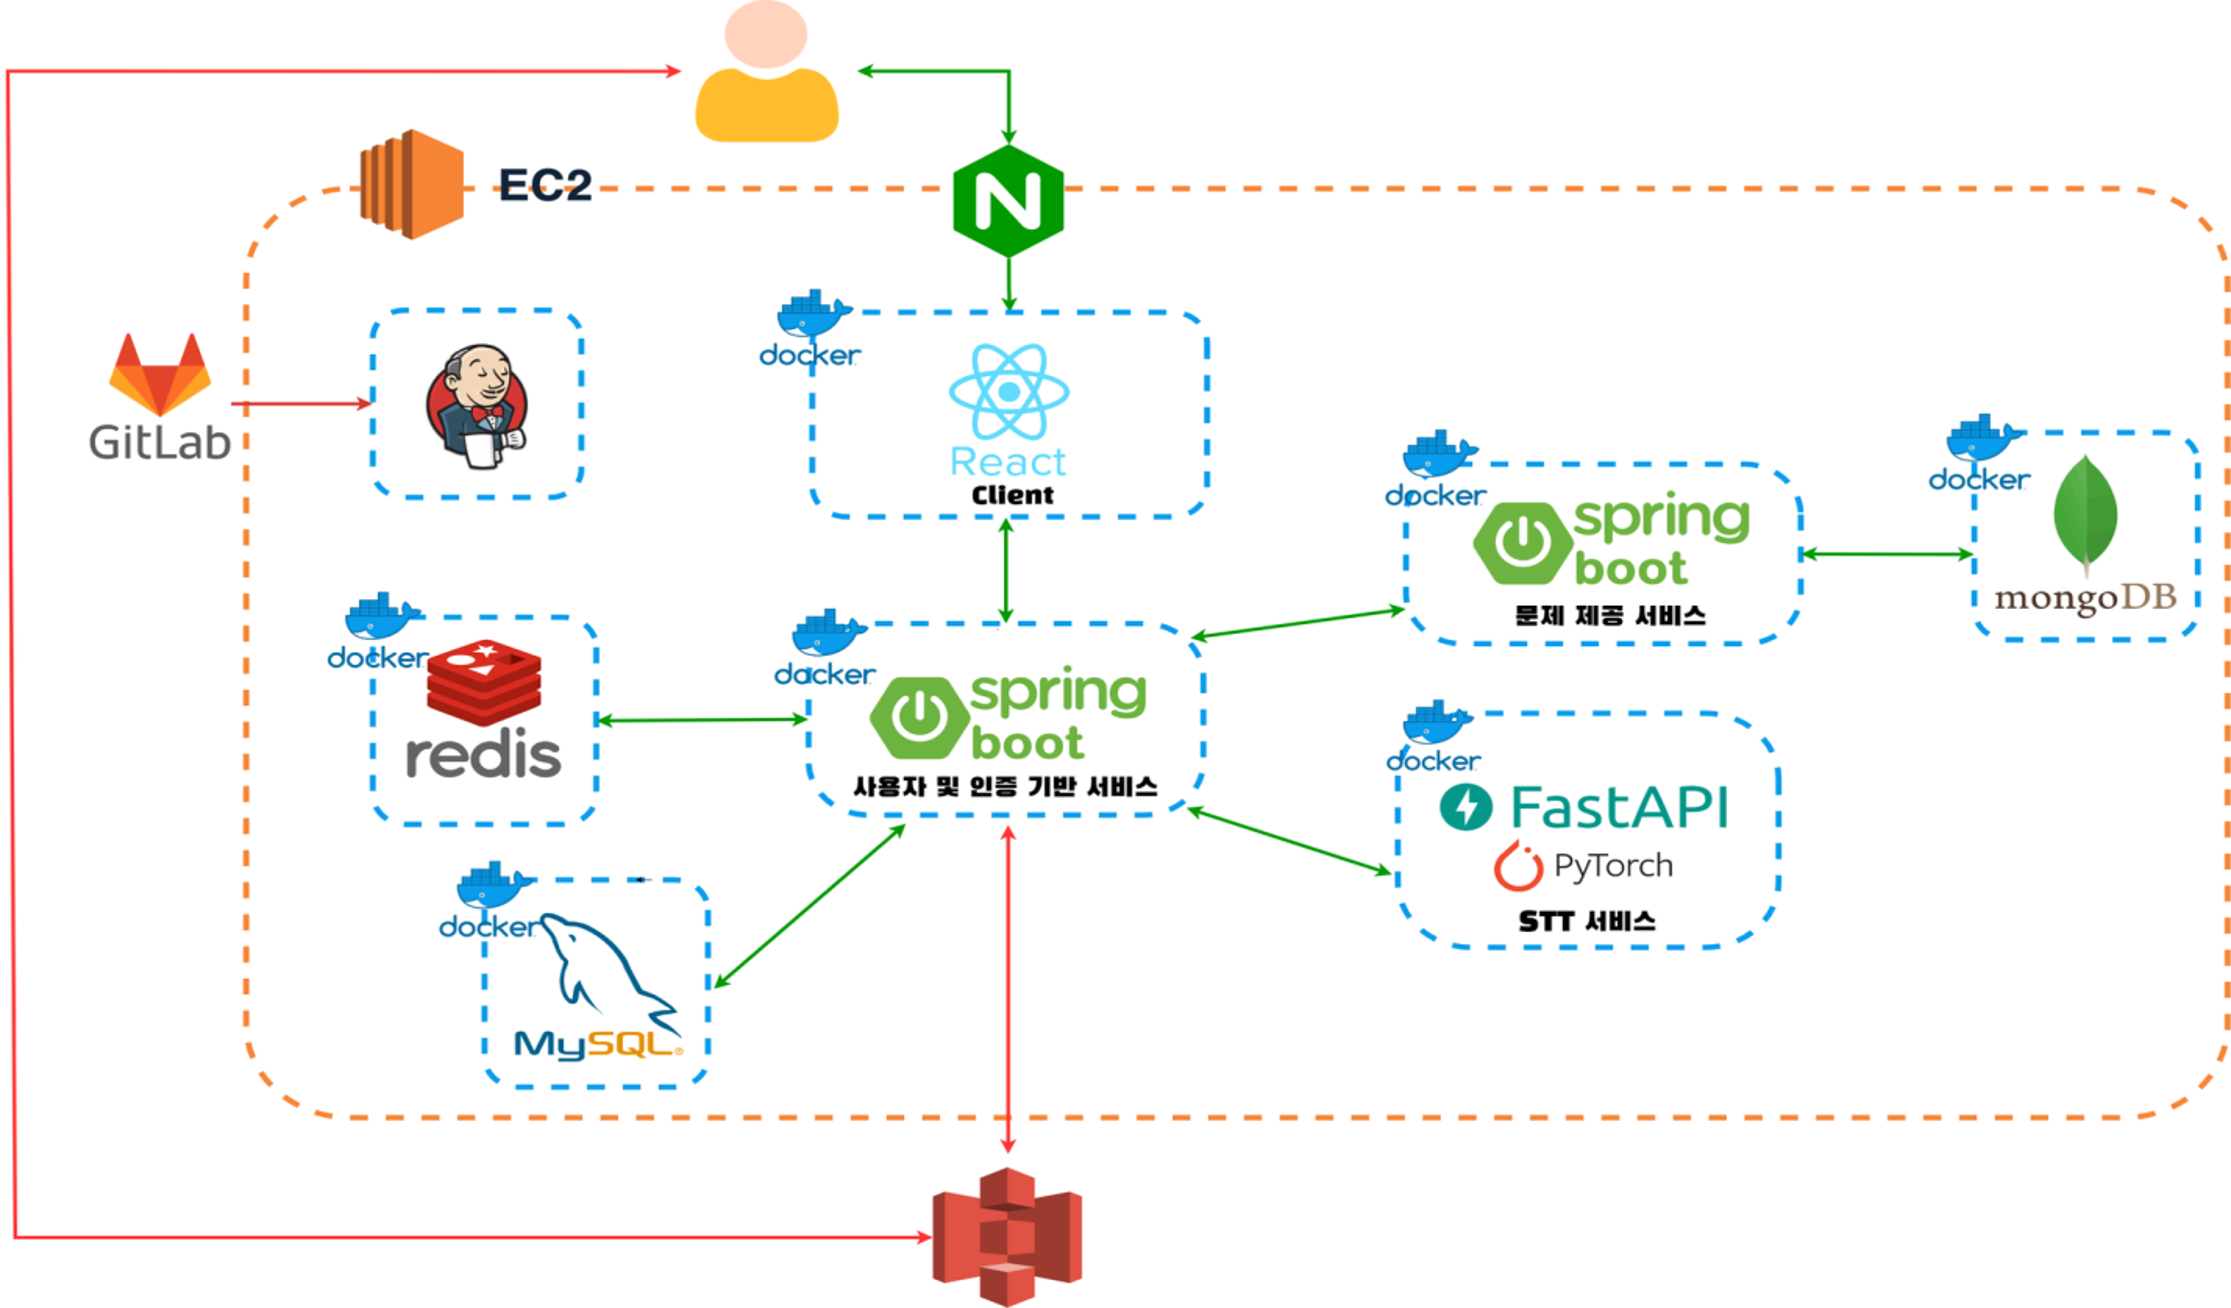 EC2
docker
React
Client
GitLab
docker
spring
boot
문제 제공 서비스
docker
mongoDB
docker
redis
dacker
spring
boot
사용자 및 인증 기반 서비스
docker
FastAPI
PyTorch
STT 서비스
docker
MySQL